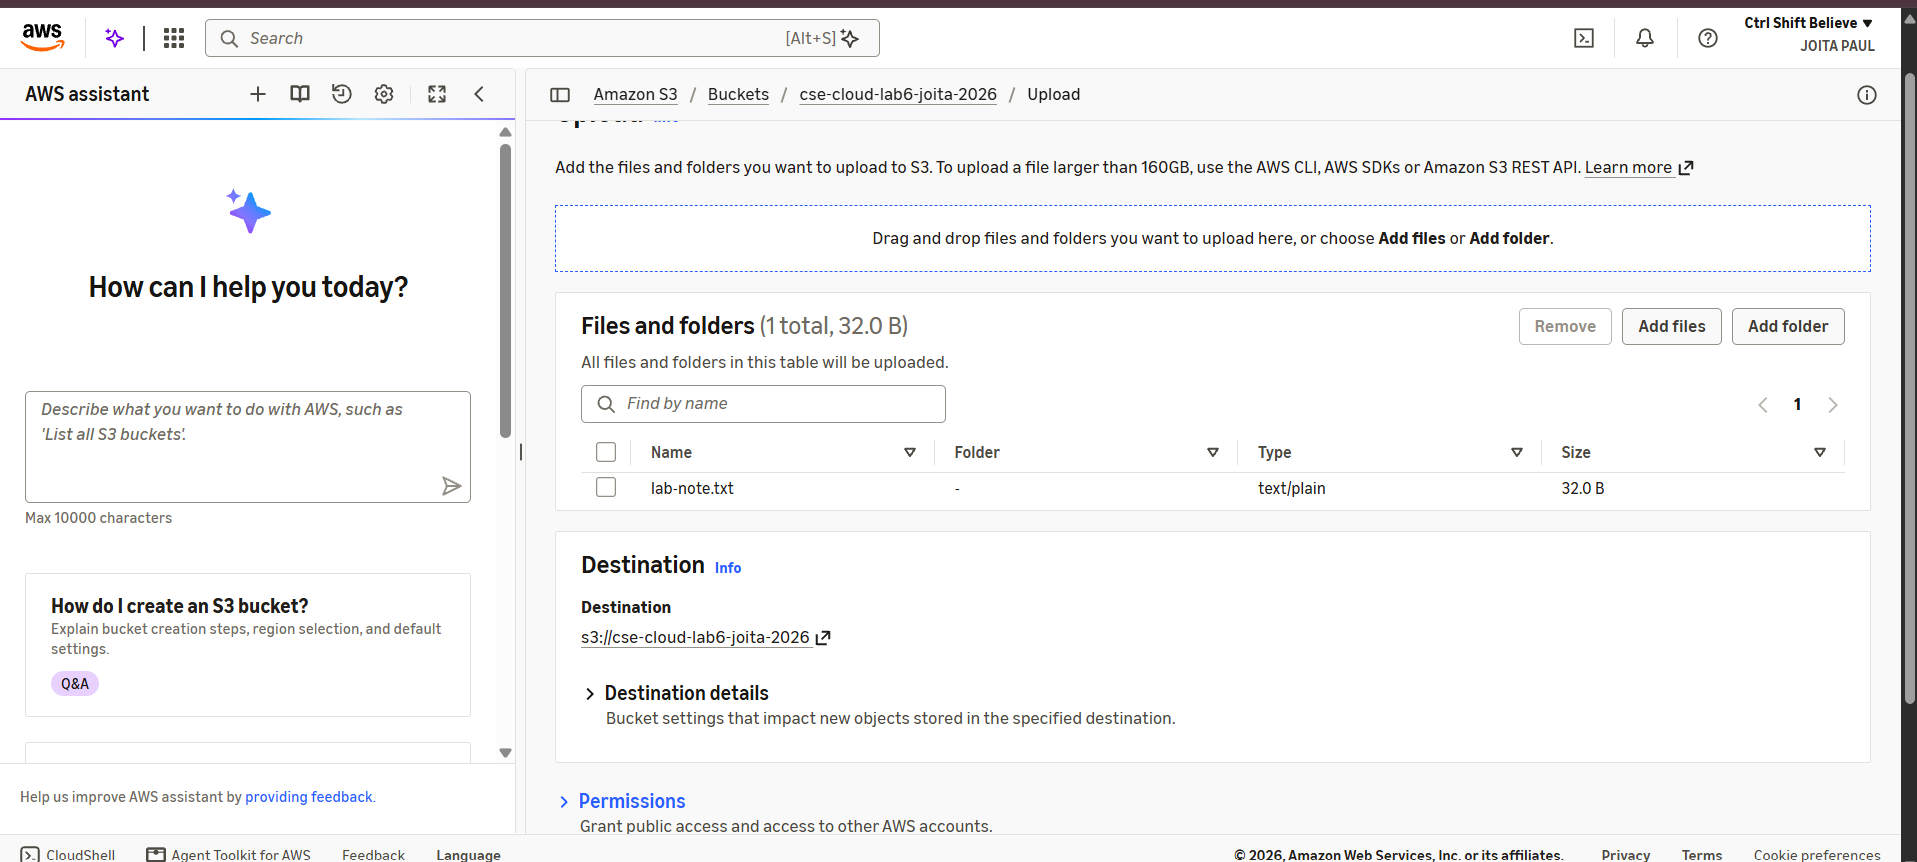 aws
Search [Alt+S]
Ctrl Shift Believe
JOITA PAUL
AWS assistant
Amazon S3 / Buckets / cse-cloud-lab6-joita-2026 / Upload
Add the files and folders you want to upload to S3. To upload a file larger than 160GB, use the AWS CLI, AWS SDKs or Amazon S3 REST API. Learn more
Drag and drop files and folders you want to upload here, or choose Add files or Add folder.
How can I help you today?
Describe what you want to do with AWS, such as
'List all S3 buckets'.
Max 10000 characters
How do I create an S3 bucket?
Explain bucket creation steps, region selection, and default
settings.
Q&A
Help us improve AWS assistant by providing feedback.
Files and folders (1 total, 32.0 B)
Remove
Add files
Add folder
All files and folders in this table will be uploaded.
Find by name
1
Name Folder Type Size
lab-note.txt - text/plain 32.0 B
Destination Info
Destination
s3://cse-cloud-lab6-joita-2026
Destination details
Bucket settings that impact new objects stored in the specified destination.
Permissions
Grant public access and access to other AWS accounts.
CloudShell Agent Toolkit for AWS Feedback Language © 2026, Amazon Web Services, Inc. or its affiliates. Privacy Terms Cookie preferences